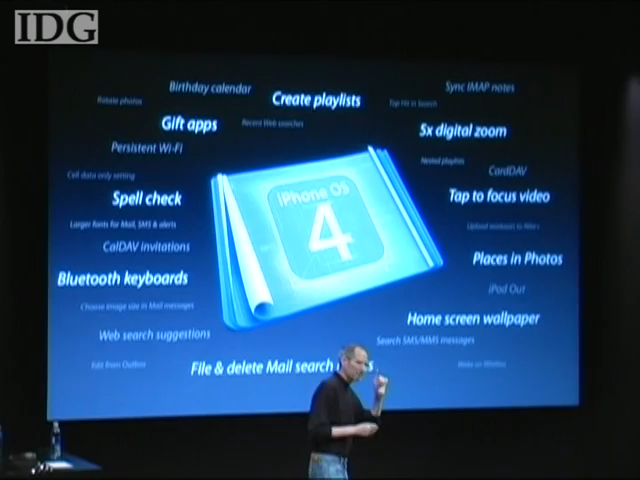 IDG
Birthday calendar
Sync IMAP notes
Rotate photos
Create playlists
Top Hit in Search
Gift apps
Recent Web searches
5x digital zoom
Persistent Wi-Fi
Nested playlists
CardDAV
Cell data only setting
Spell check
iPhone OS
4
Tap to focus video
Larger fonts for Mail, SMS & alerts
CalDAV invitations
Places in Photos
Bluetooth keyboards
iPod Out
Choose image size in Mail messages
Home screen wallpaper
Web search suggestions
Search SMS/MMS messages
Edit from Outbox
File & delete Mail search
Wake on Wireless